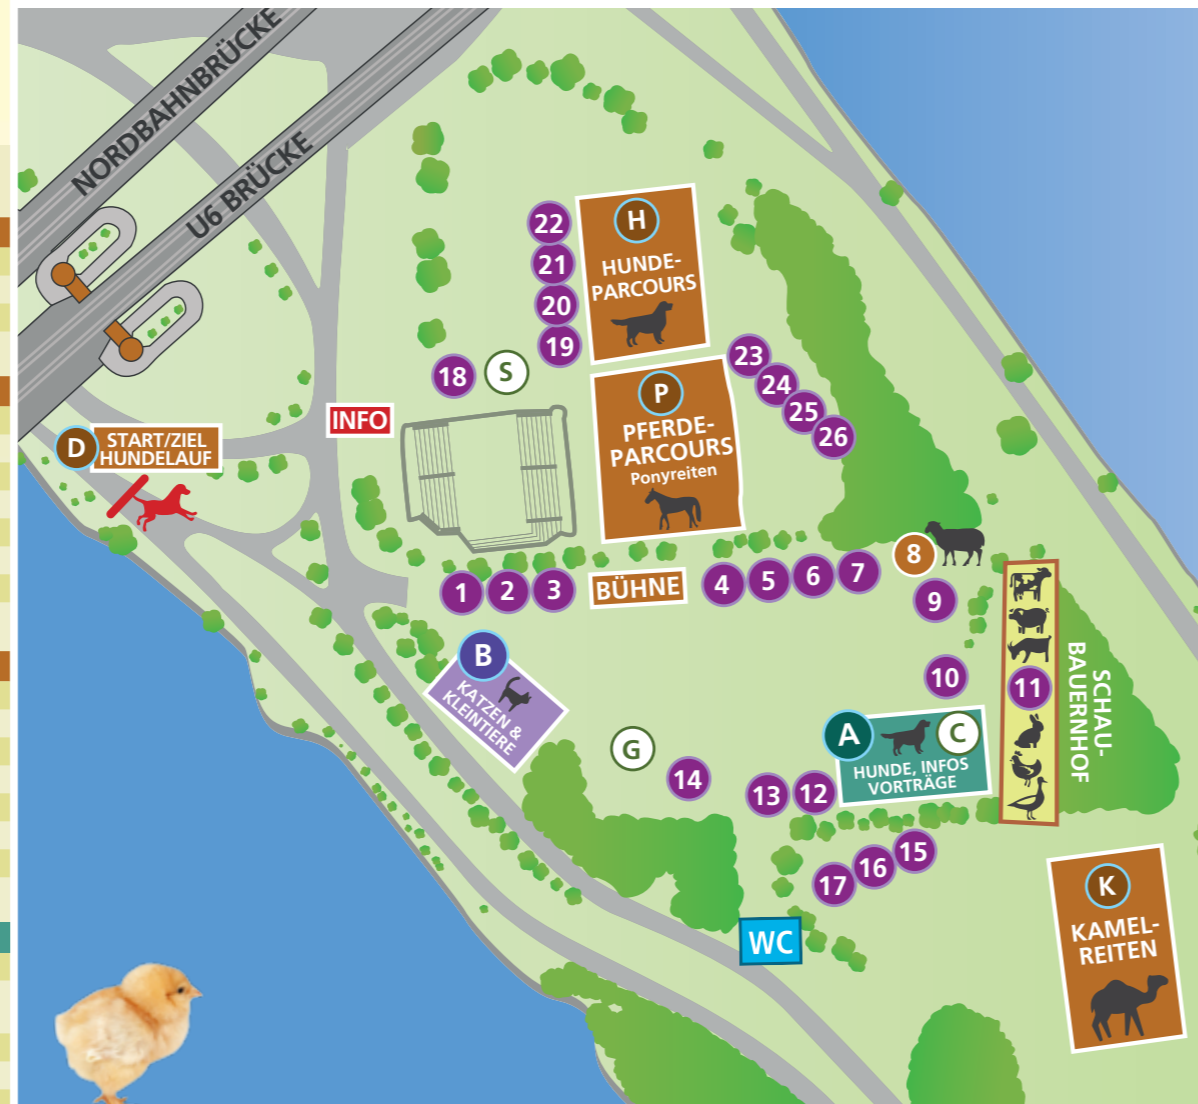 NORDBAHNBRÜCKE
U6 BRÜCKE
22
H
21
HUNDE-
PARCOURS
20
19
18
S
23
24
25
26
P
PFERDE-
PARCOURS
Ponyreiten
INFO
D
START/ZIEL
HUNDELAUF
1
2
3
BÜHNE
4
5
6
7
8
9
10
11
SCHAU-
BAUERNHOF
B
KATZEN &
KLEINTIERE
G
14
13
12
A
C
HUNDE, INFOS
VORTRÄGE
17
16
15
WC
K
KAMEL-
REITEN